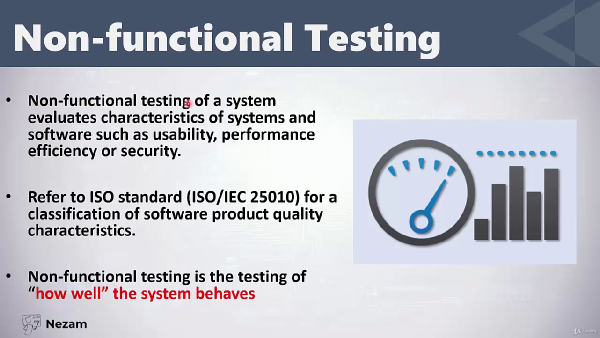 Non-functional Testing
• Non-functional testing of a system
evaluates characteristics of systems and
software such as usability, performance
efficiency or security.
• Refer to ISO standard (ISO/IEC 25010) for a
classification of software product quality
characteristics.
• Non-functional testing is the testing of
“how well” the system behaves
Nezam